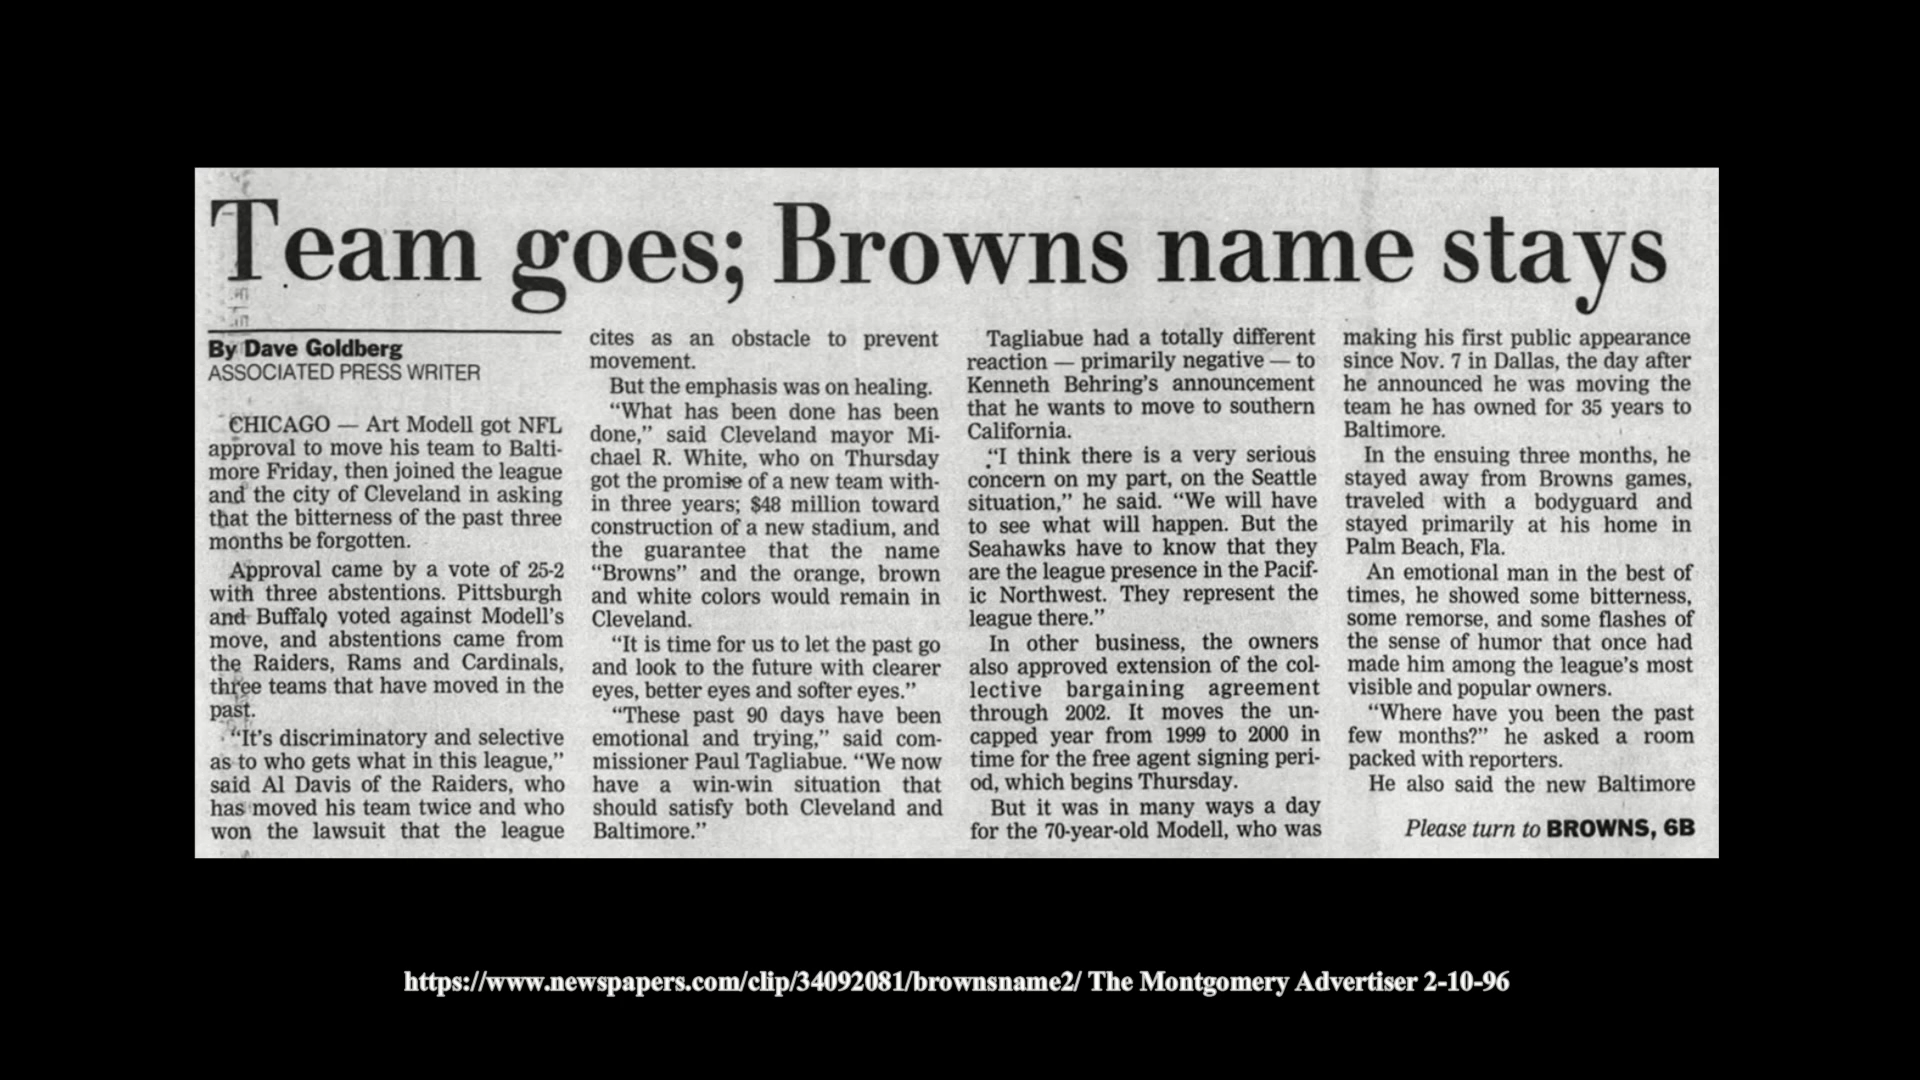 Team goes; Browns name stays
By Dave Goldberg
ASSOCIATED PRESS WRITER
CHICAGO — Art Modell got NFL
approval to move his team to Balti-
more Friday, then joined the league
and the city of Cleveland in asking
that the bitterness of the past three
months be forgotten.
Approval came by a vote of 25-2
with three abstentions. Pittsburgh
and Buffalo voted against Modell's
move, and abstentions came from
the Raiders, Rams and Cardinals,
three teams that have moved in the
past.
"It's discriminatory and selective
as to who gets what in this league,"
said Al Davis of the Raiders, who
has moved his team twice and who
won the lawsuit that the league
cites as an obstacle to prevent
movement.
But the emphasis was on healing.
"What has been done has been
done," said Cleveland mayor Mi-
chael R. White, who on Thursday
got the promise of a new team with-
in three years; $48 million toward
construction of a new stadium, and
the guarantee that the name
"Browns" and the orange, brown
and white colors would remain in
Cleveland.
"It is time for us to let the past go
and look to the future with clearer
eyes, better eyes and softer eyes."
"These past 90 days have been
emotional and trying," said com-
missioner Paul Tagliabue. "We now
have a win-win situation that
should satisfy both Cleveland and
Baltimore."
Tagliabue had a totally different
reaction — primarily negative — to
Kenneth Behring's announcement
that he wants to move to southern
California.
"I think there is a very serious
concern on my part, on the Seattle
situation," he said. "We will have
to see what will happen. But the
Seahawks have to know that they
are the league presence in the Pacif-
ic Northwest. They represent the
league there."
In other business, the owners
also approved extension of the col-
lective bargaining agreement
through 2002. It moves the un-
capped year from 1999 to 2000 in
time for the free agent signing peri-
od, which begins Thursday.
But it was in many ways a day
for the 70-year-old Modell, who was
making his first public appearance
since Nov. 7 in Dallas, the day after
he announced he was moving the
team he has owned for 35 years to
Baltimore.
In the ensuing three months, he
stayed away from Browns games,
traveled with a bodyguard and
stayed primarily at his home in
Palm Beach, Fla.
An emotional man in the best of
times, he showed some bitterness,
some remorse, and some flashes of
the sense of humor that once had
made him among the league's most
visible and popular owners.
"Where have you been the past
few months?" he asked a room
packed with reporters.
He also said the new Baltimore
Please turn to BROWNS, 6B
https://www.newspapers.com/clip/34092081/brownsname2/ The Montgomery Advertiser 2-10-96